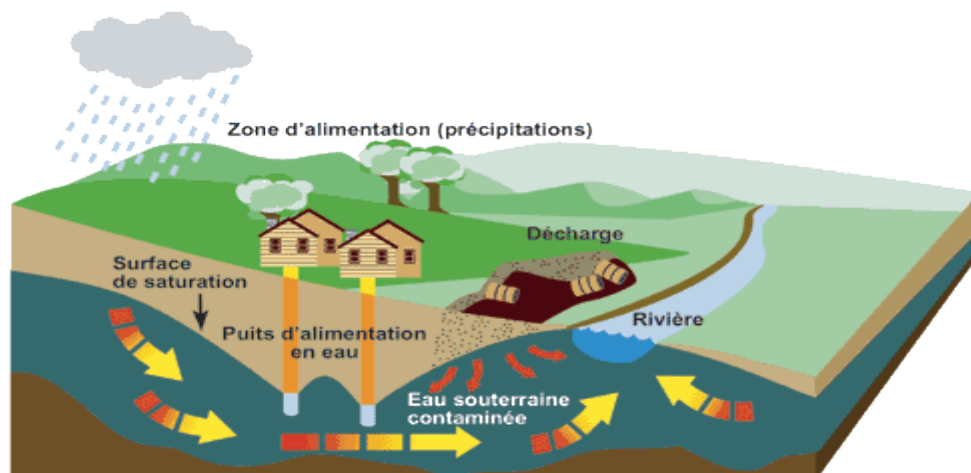 Zone d'alimentation (précipitations)
Décharge
Surface
de saturation
Rivière
Puits d'alimentation
en eau
Eau souterraine
contaminée